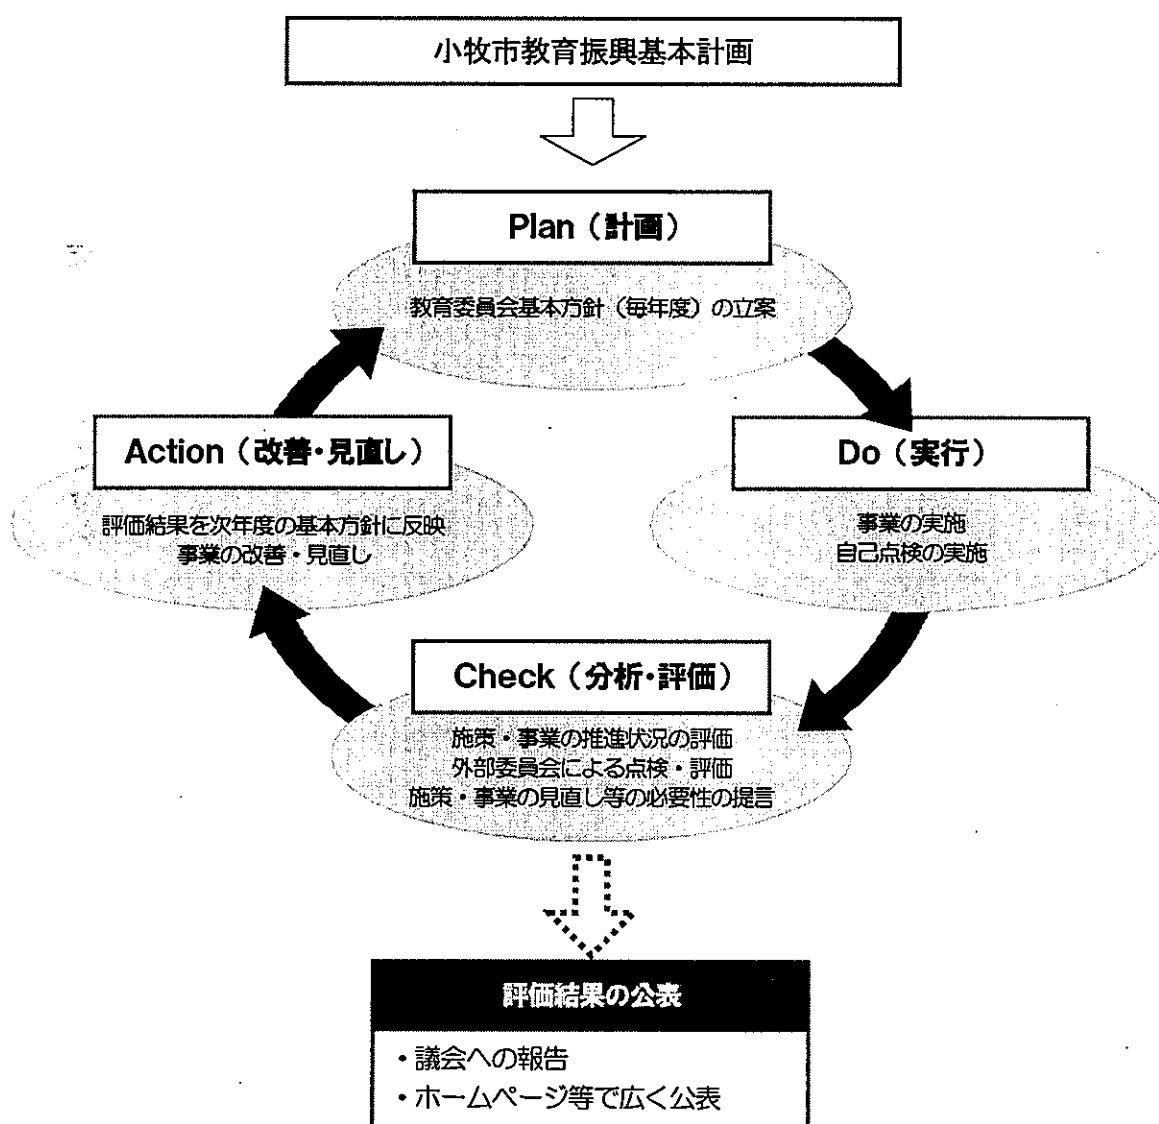 小牧市教育振興基本計画
Plan（計画）
教育委員会基本方針（毎年度）の立案
Action（改善・見直し）
評価結果を次年度の基本方針に反映
事業の改善・見直し
Do（実行）
事業の実施
自己点検の実施
Check（分析・評価）
施策・事業の推進状況の評価
外部委員会による点検・評価
施策・事業の見直し等の必要性の提言
評価結果の公表
・議会への報告
・ホームページ等で広く公表